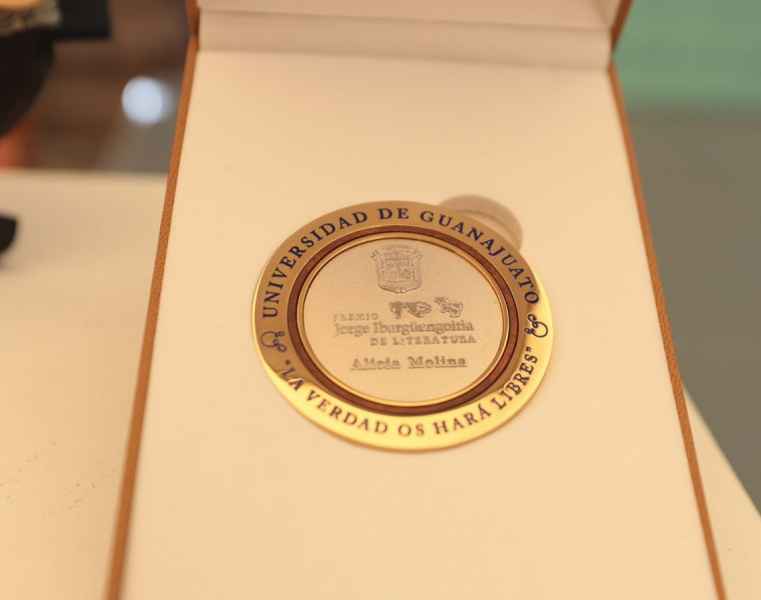 UNIVERSIDAD DE GUANAJUATO
PREMIO
Jorge Ibargüengoitia
DE LITERATURA
Alicia Molina
"LA VERDAD OS HARÁ LIBRES"